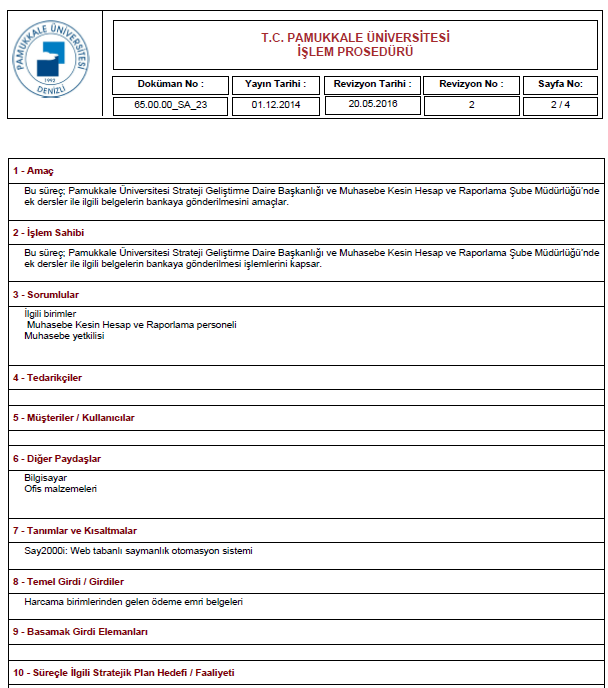 PAMUKKALE ÜNİVERSİTESİ
1992
DENİZLİ
T.C. PAMUKKALE ÜNİVERSİTESİ
İŞLEM PROSEDÜRÜ
Doküman No : Yayın Tarihi : Revizyon Tarihi : Revizyon No : Sayfa No:
65.00.00_SA_23 01.12.2014 20.05.2016 2 2 / 4
1 - Amaç
Bu süreç; Pamukkale Üniversitesi Strateji Geliştirme Daire Başkanlığı ve Muhasebe Kesin Hesap ve Raporlama Şube Müdürlüğü'nde
ek dersler ile ilgili belgelerin bankaya gönderilmesini amaçlar.
2 - İşlem Sahibi
Bu süreç; Pamukkale Üniversitesi Strateji Geliştirme Daire Başkanlığı ve Muhasebe Kesin Hesap ve Raporlama Şube Müdürlüğü'nde
ek dersler ile ilgili belgelerin bankaya gönderilmesi işlemlerini kapsar.
3 - Sorumlular
İlgili birimler
Muhasebe Kesin Hesap ve Raporlama personeli
Muhasebe yetkilisi
4 - Tedarikçiler
5 - Müşteriler / Kullanıcılar
6 - Diğer Paydaşlar
Bilgisayar
Ofis malzemeleri
7 - Tanımlar ve Kısaltmalar
Say2000i: Web tabanlı saymanlık otomasyon sistemi
8 - Temel Girdi / Girdiler
Harcama birimlerinden gelen ödeme emri belgeleri
9 - Basamak Girdi Elemanları
10 - Süreçle İlgili Stratejik Plan Hedefi / Faaliyeti